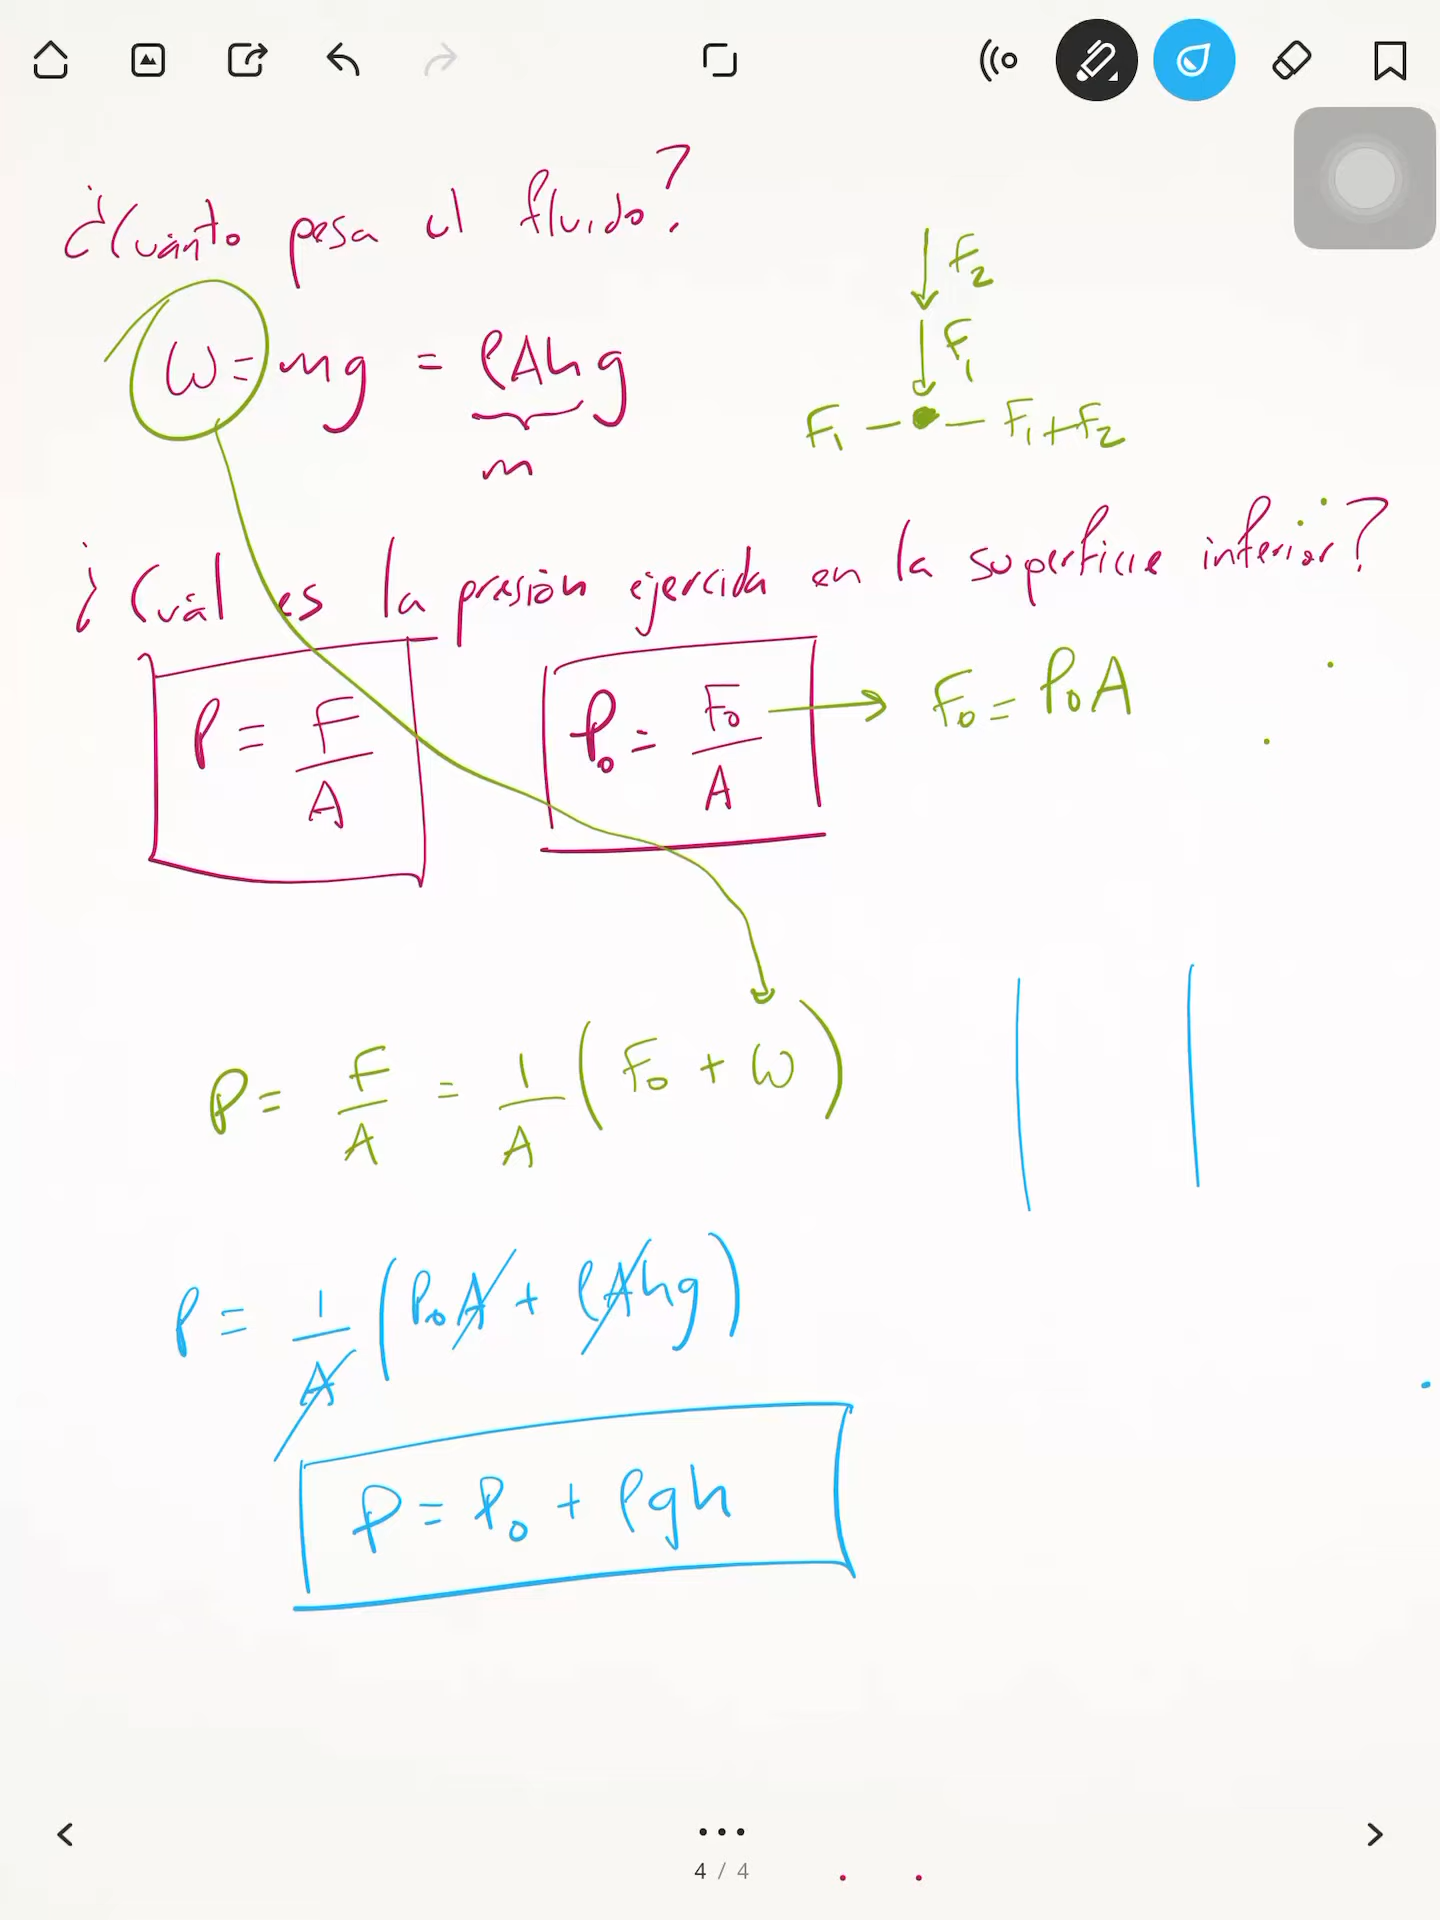 ¿Cuánto pesa el fluido?
F₂
F₁
ω = mg = ρAhg
m
F₁ — • — F₁+F₂
¿Cuál es la presión ejercida en la superficie inferior?
P = F/A
P₀ = F₀/A → F₀ = P₀A
P = F/A = 1/A (F₀ + ω)
P = 1/A (P₀A + ρAhg)
P = P₀ + ρgh
4 / 4